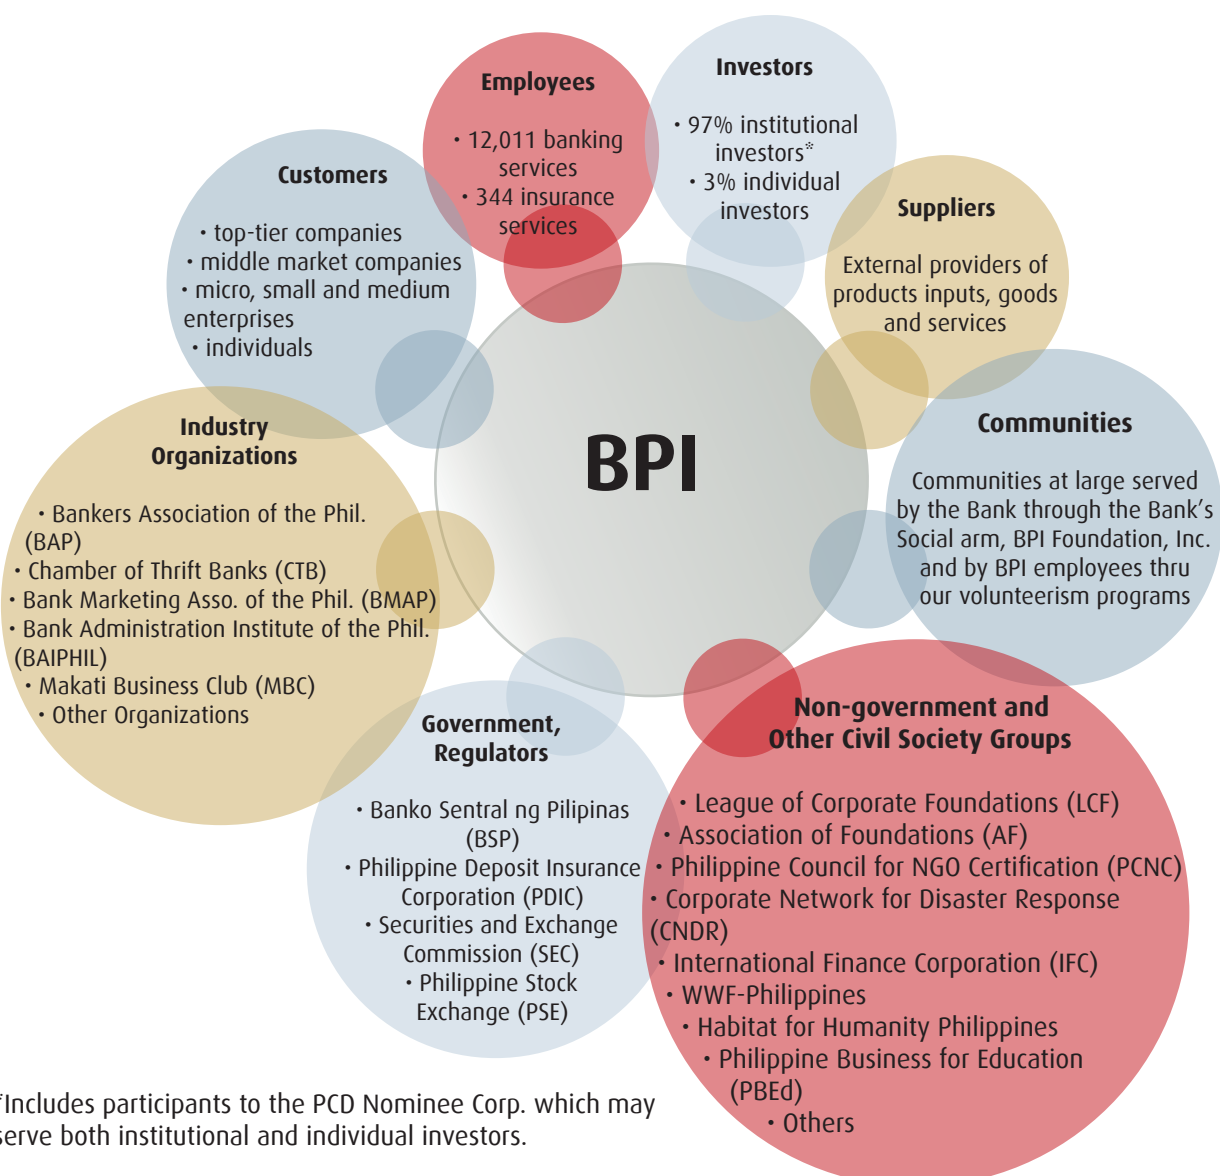 Employees
• 12,011 banking
services
• 344 insurance
services
Investors
• 97% institutional
investors*
• 3% individual
investors
Customers
• top-tier companies
• middle market companies
• micro, small and medium
enterprises
• individuals
Suppliers
External providers of
products inputs, goods
and services
BPI
Communities
Communities at large served
by the Bank through the Bank’s
Social arm, BPI Foundation, Inc.
and by BPI employees thru
our volunteerism programs
Industry
Organizations
• Bankers Association of the Phil.
(BAP)
• Chamber of Thrift Banks (CTB)
• Bank Marketing Asso. of the Phil. (BMAP)
• Bank Administration Institute of the Phil.
(BAIPHIL)
• Makati Business Club (MBC)
• Other Organizations
Government,
Regulators
• Banko Sentral ng Pilipinas
(BSP)
• Philippine Deposit Insurance
Corporation (PDIC)
• Securities and Exchange
Commission (SEC)
• Philippine Stock
Exchange (PSE)
Non-government and
Other Civil Society Groups
• League of Corporate Foundations (LCF)
• Association of Foundations (AF)
• Philippine Council for NGO Certification (PCNC)
• Corporate Network for Disaster Response
(CNDR)
• International Finance Corporation (IFC)
• WWF-Philippines
• Habitat for Humanity Philippines
• Philippine Business for Education
(PBEd)
• Others
*Includes participants to the PCD Nominee Corp. which may
serve both institutional and individual investors.